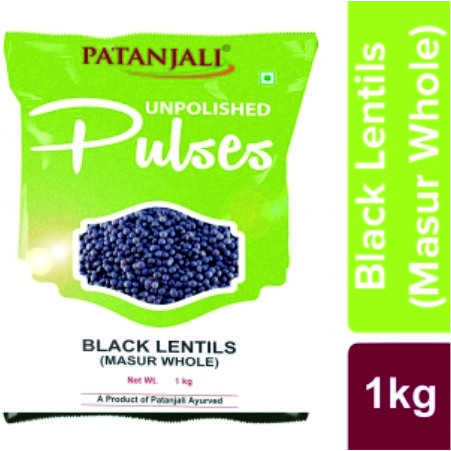 PATANJALI®
UNPOLISHED
Pulses
BLACK LENTILS
(MASUR WHOLE)
Net Wt. 1 kg
A Product of Patanjali Ayurved
Black Lentils
(Masur Whole)
1kg